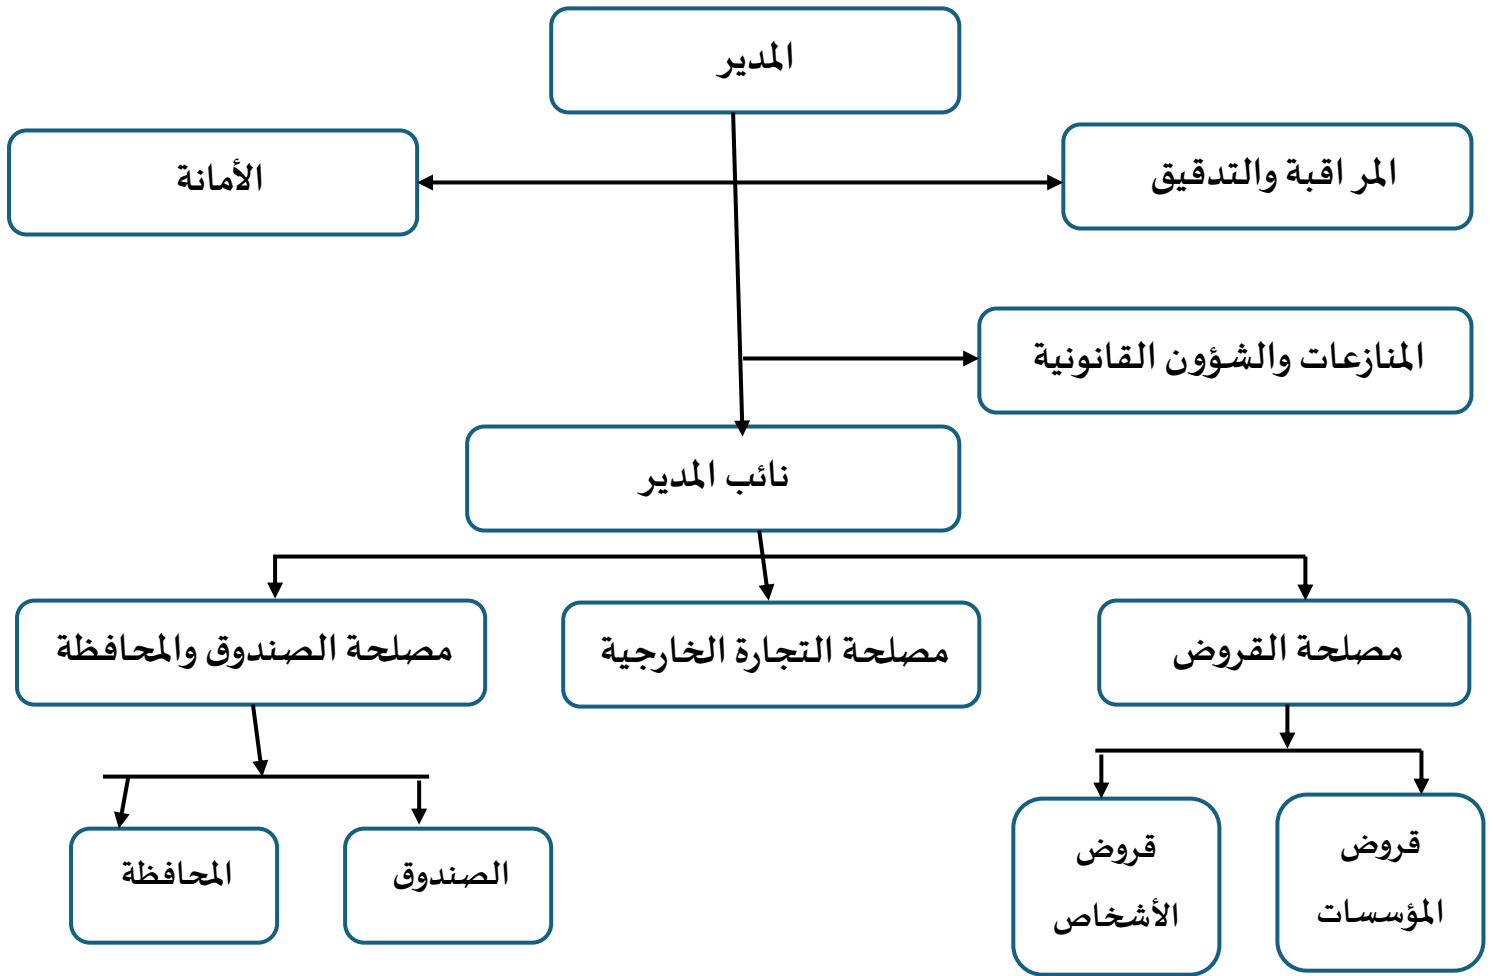 المدير
المراقبة والتدقيق
الأمانة
المنازعات والشؤون القانونية
نائب المدير
مصلحة القروض
مصلحة التجارة الخارجية
مصلحة الصندوق والمحافظة
قروض
المؤسسات
قروض
الأشخاص
الصندوق
المحافظة